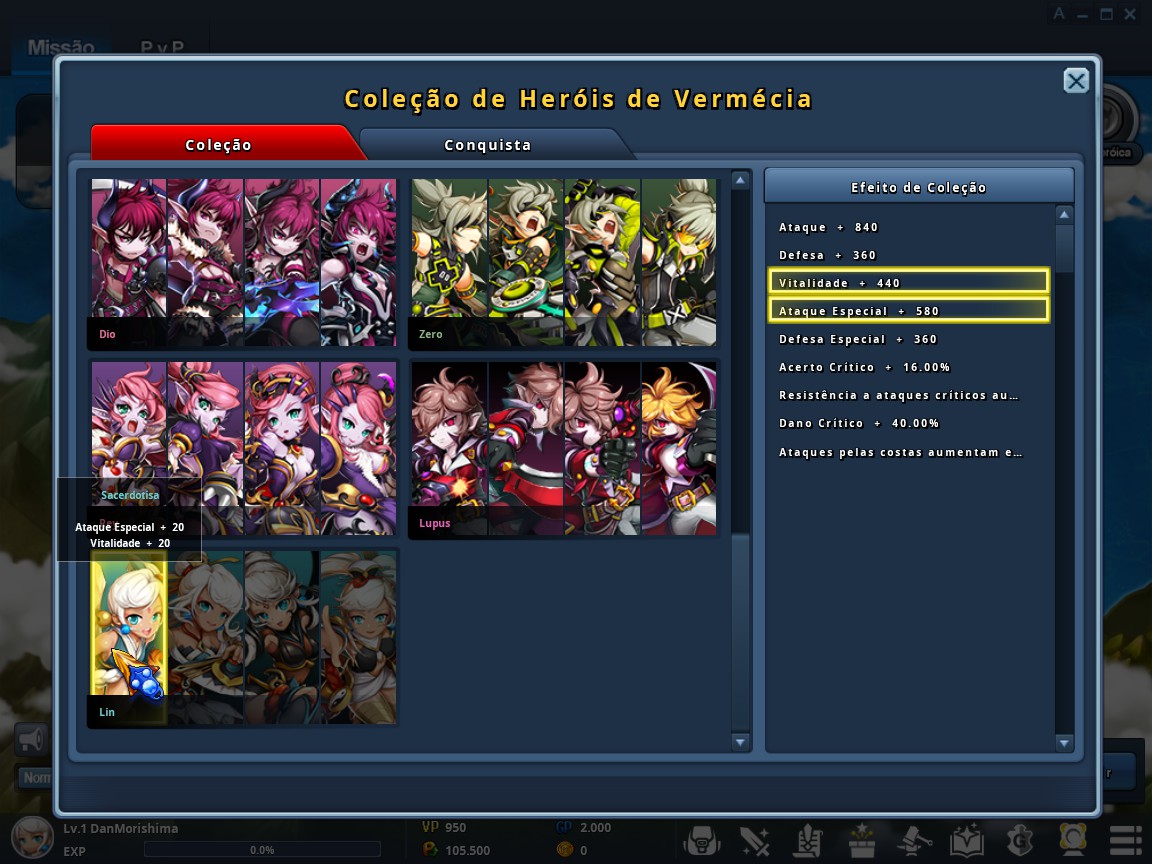 A
Missão
P v P
Coleção de Heróis de Vermécia
Coleção
Conquista
Efeito de Coleção
Ataque + 840
Defesa + 360
Vitalidade + 440
Ataque Especial + 580
Defesa Especial + 360
Acerto Crítico + 16.00%
Resistência a ataques críticos au...
Dano Crítico + 40.00%
Ataques pelas costas aumentam e...
Dio
Zero
Sacerdotisa
Ataque Especial + 20
Vitalidade + 20
Lupus
Lin
Lv.1 DanMorishima
EXP
0.0%
VP 950
GP 2.000
105.500
0